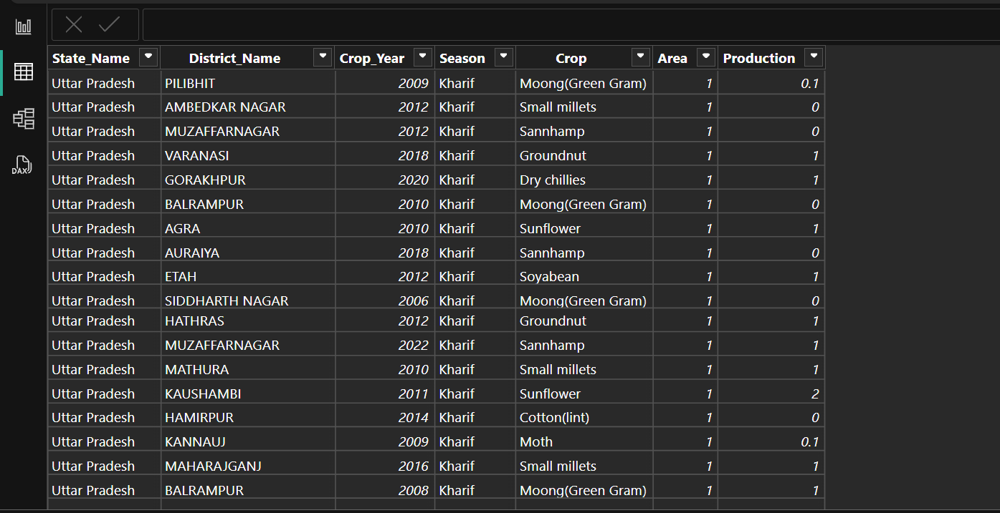 State_Name District_Name Crop_Year Season Crop Area Production
Uttar Pradesh PILIBHIT 2009 Kharif Moong(Green Gram) 1 0.1
Uttar Pradesh AMBEDKAR NAGAR 2012 Kharif Small millets 1 0
Uttar Pradesh MUZAFFARNAGAR 2012 Kharif Sannhamp 1 0
Uttar Pradesh VARANASI 2018 Kharif Groundnut 1 1
Uttar Pradesh GORAKHPUR 2020 Kharif Dry chillies 1 1
Uttar Pradesh BALRAMPUR 2010 Kharif Moong(Green Gram) 1 0
Uttar Pradesh AGRA 2010 Kharif Sunflower 1 1
Uttar Pradesh AURAIYA 2018 Kharif Sannhamp 1 0
DAX
Uttar Pradesh ETAH 2012 Kharif Soyabean 1 1
Uttar Pradesh SIDDHARTH NAGAR 2006 Kharif Moong(Green Gram) 1 0
Uttar Pradesh HATHRAS 2012 Kharif Groundnut 1 1
Uttar Pradesh MUZAFFARNAGAR 2022 Kharif Sannhamp 1 1
Uttar Pradesh MATHURA 2010 Kharif Small millets 1 1
Uttar Pradesh KAUSHAMBI 2011 Kharif Sunflower 1 2
Uttar Pradesh HAMIRPUR 2014 Kharif Cotton(lint) 1 0
Uttar Pradesh KANNAUJ 2009 Kharif Moth 1 0.1
Uttar Pradesh MAHARAJGANJ 2016 Kharif Small millets 1 1
Uttar Pradesh BALRAMPUR 2008 Kharif Moong(Green Gram) 1 1